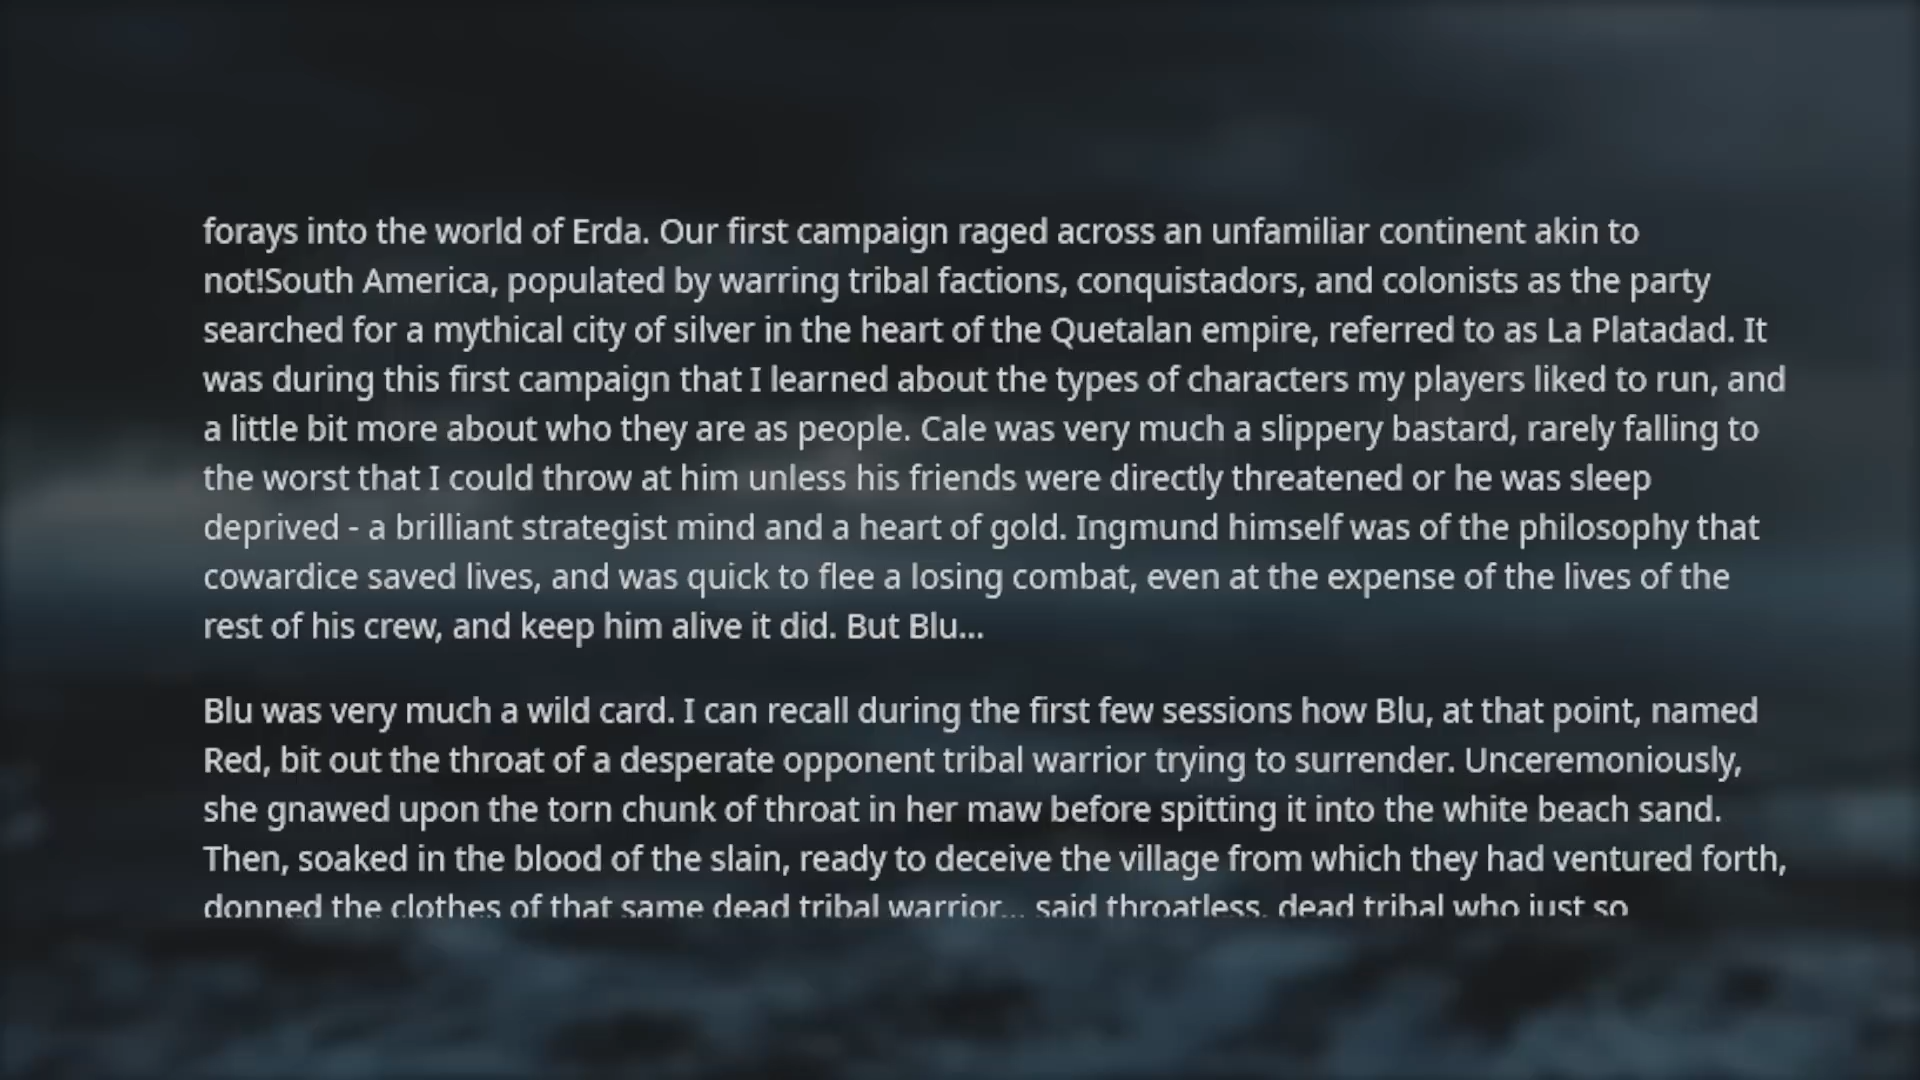 forays into the world of Erda. Our first campaign raged across an unfamiliar continent akin to
not!South America, populated by warring tribal factions, conquistadors, and colonists as the party
searched for a mythical city of silver in the heart of the Quetalan empire, referred to as La Platadad. It
was during this first campaign that I learned about the types of characters my players liked to run, and
a little bit more about who they are as people. Cale was very much a slippery bastard, rarely falling to
the worst that I could throw at him unless his friends were directly threatened or he was sleep
deprived - a brilliant strategist mind and a heart of gold. Ingmund himself was of the philosophy that
cowardice saved lives, and was quick to flee a losing combat, even at the expense of the lives of the
rest of his crew, and keep him alive it did. But Blu...
Blu was very much a wild card. I can recall during the first few sessions how Blu, at that point, named
Red, bit out the throat of a desperate opponent tribal warrior trying to surrender. Unceremoniously,
she gnawed upon the torn chunk of throat in her maw before spitting it into the white beach sand.
Then, soaked in the blood of the slain, ready to deceive the village from which they had ventured forth,
donned the clothes of that same dead tribal warrior... said throatless, dead tribal who just so